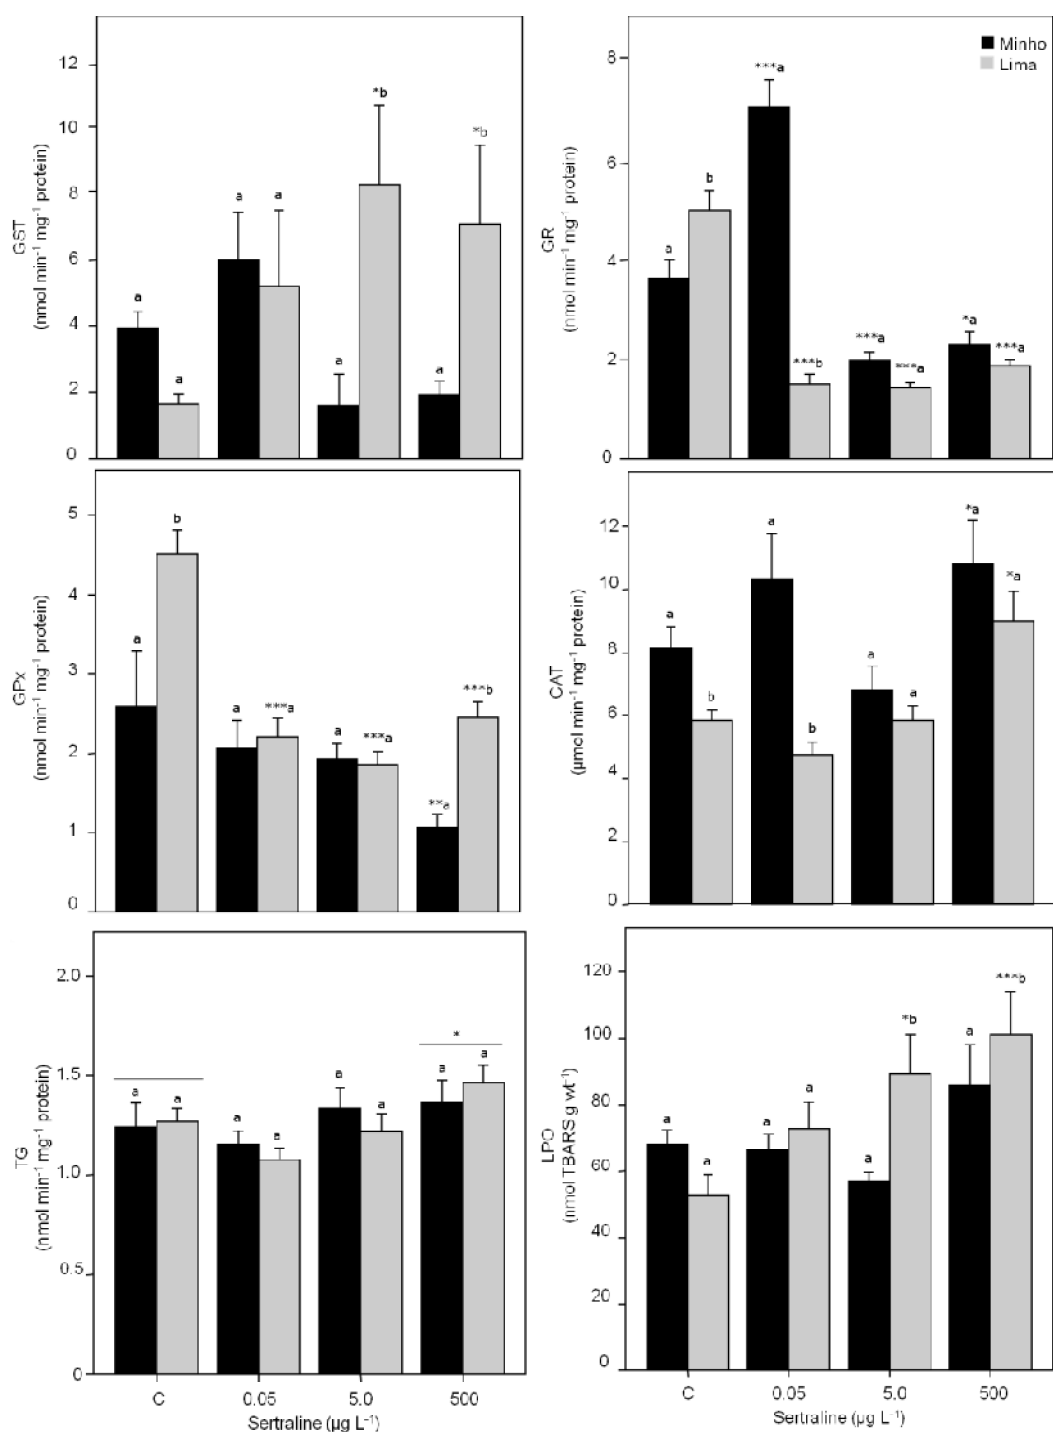 12
10
8
6
4
2
0
GST
(nmol min⁻¹ mg⁻¹ protein)
a
a
a
a
a
*b
a
*b
8
6
4
2
0
GR
(nmol min⁻¹ mg⁻¹ protein)
Minho
Lima
a
b
***a
***b
***a
***a
*a
***a
5
4
3
2
1
0
GPx
(nmol min⁻¹ mg⁻¹ protein)
a
b
a
***a
a
***a
**a
***b
12
10
8
6
4
2
0
CAT
(µmol min⁻¹ mg⁻¹ protein)
a
b
a
b
a
a
*a
*a
2.0
1.5
1.0
0.5
0
TG
(nmol min⁻¹ mg⁻¹ protein)
a
a
a
a
a
a
*
a
a
C 0.05 5.0 500
Sertraline (µg L⁻¹)
120
100
80
60
40
20
0
LPO
(nmol TBARS g wt⁻¹)
a
a
a
a
a
*b
a
***b
C 0.05 5.0 500
Sertraline (µg L⁻¹)